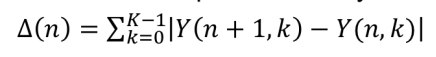 Δ(n) = ∑_{k=0}^{K−1}|Y(n + 1, k) − Y(n, k)|